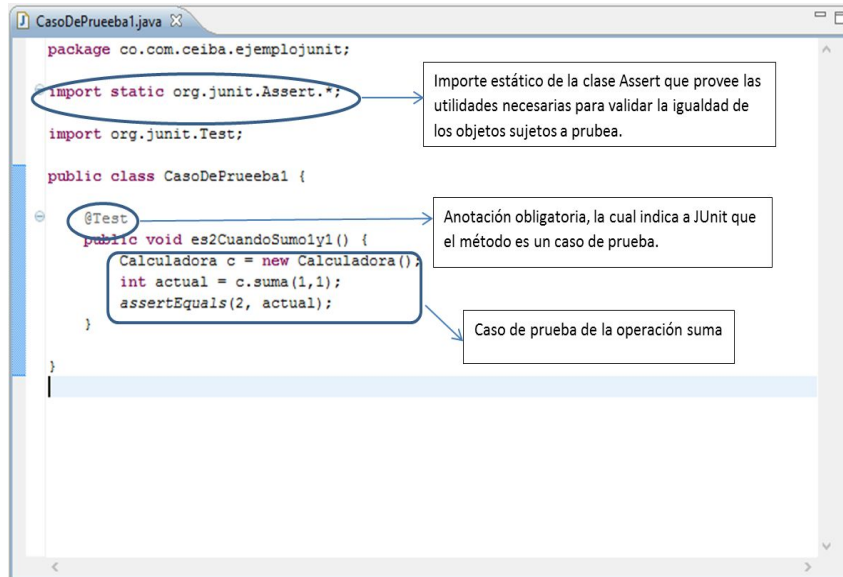 CasoDePrueeba1.java
package co.com.ceiba.ejemplojunit;
import static org.junit.Assert.*;
Importe estático de la clase Assert que provee las
utilidades necesarias para validar la igualdad de
los objetos sujetos a prubea.
import org.junit.Test;
public class CasoDePrueeba1 {
@Test
Anotación obligatoria, la cual indica a JUnit que
el método es un caso de prueba.
public void es2CuandoSumo1y1() {
Calculadora c = new Calculadora();
int actual = c.suma(1,1);
assertEquals(2, actual);
}
Caso de prueba de la operación suma
}